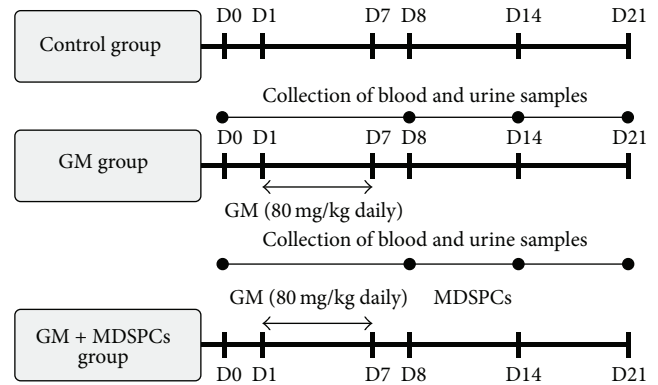 D0 D1 D7 D8 D14 D21
Control group
Collection of blood and urine samples
D0 D1 D7 D8 D14 D21
GM group
GM (80 mg/kg daily)
Collection of blood and urine samples
GM (80 mg/kg daily) MDSPCs
GM + MDSPCs
group
D0 D1 D7 D8 D14 D21